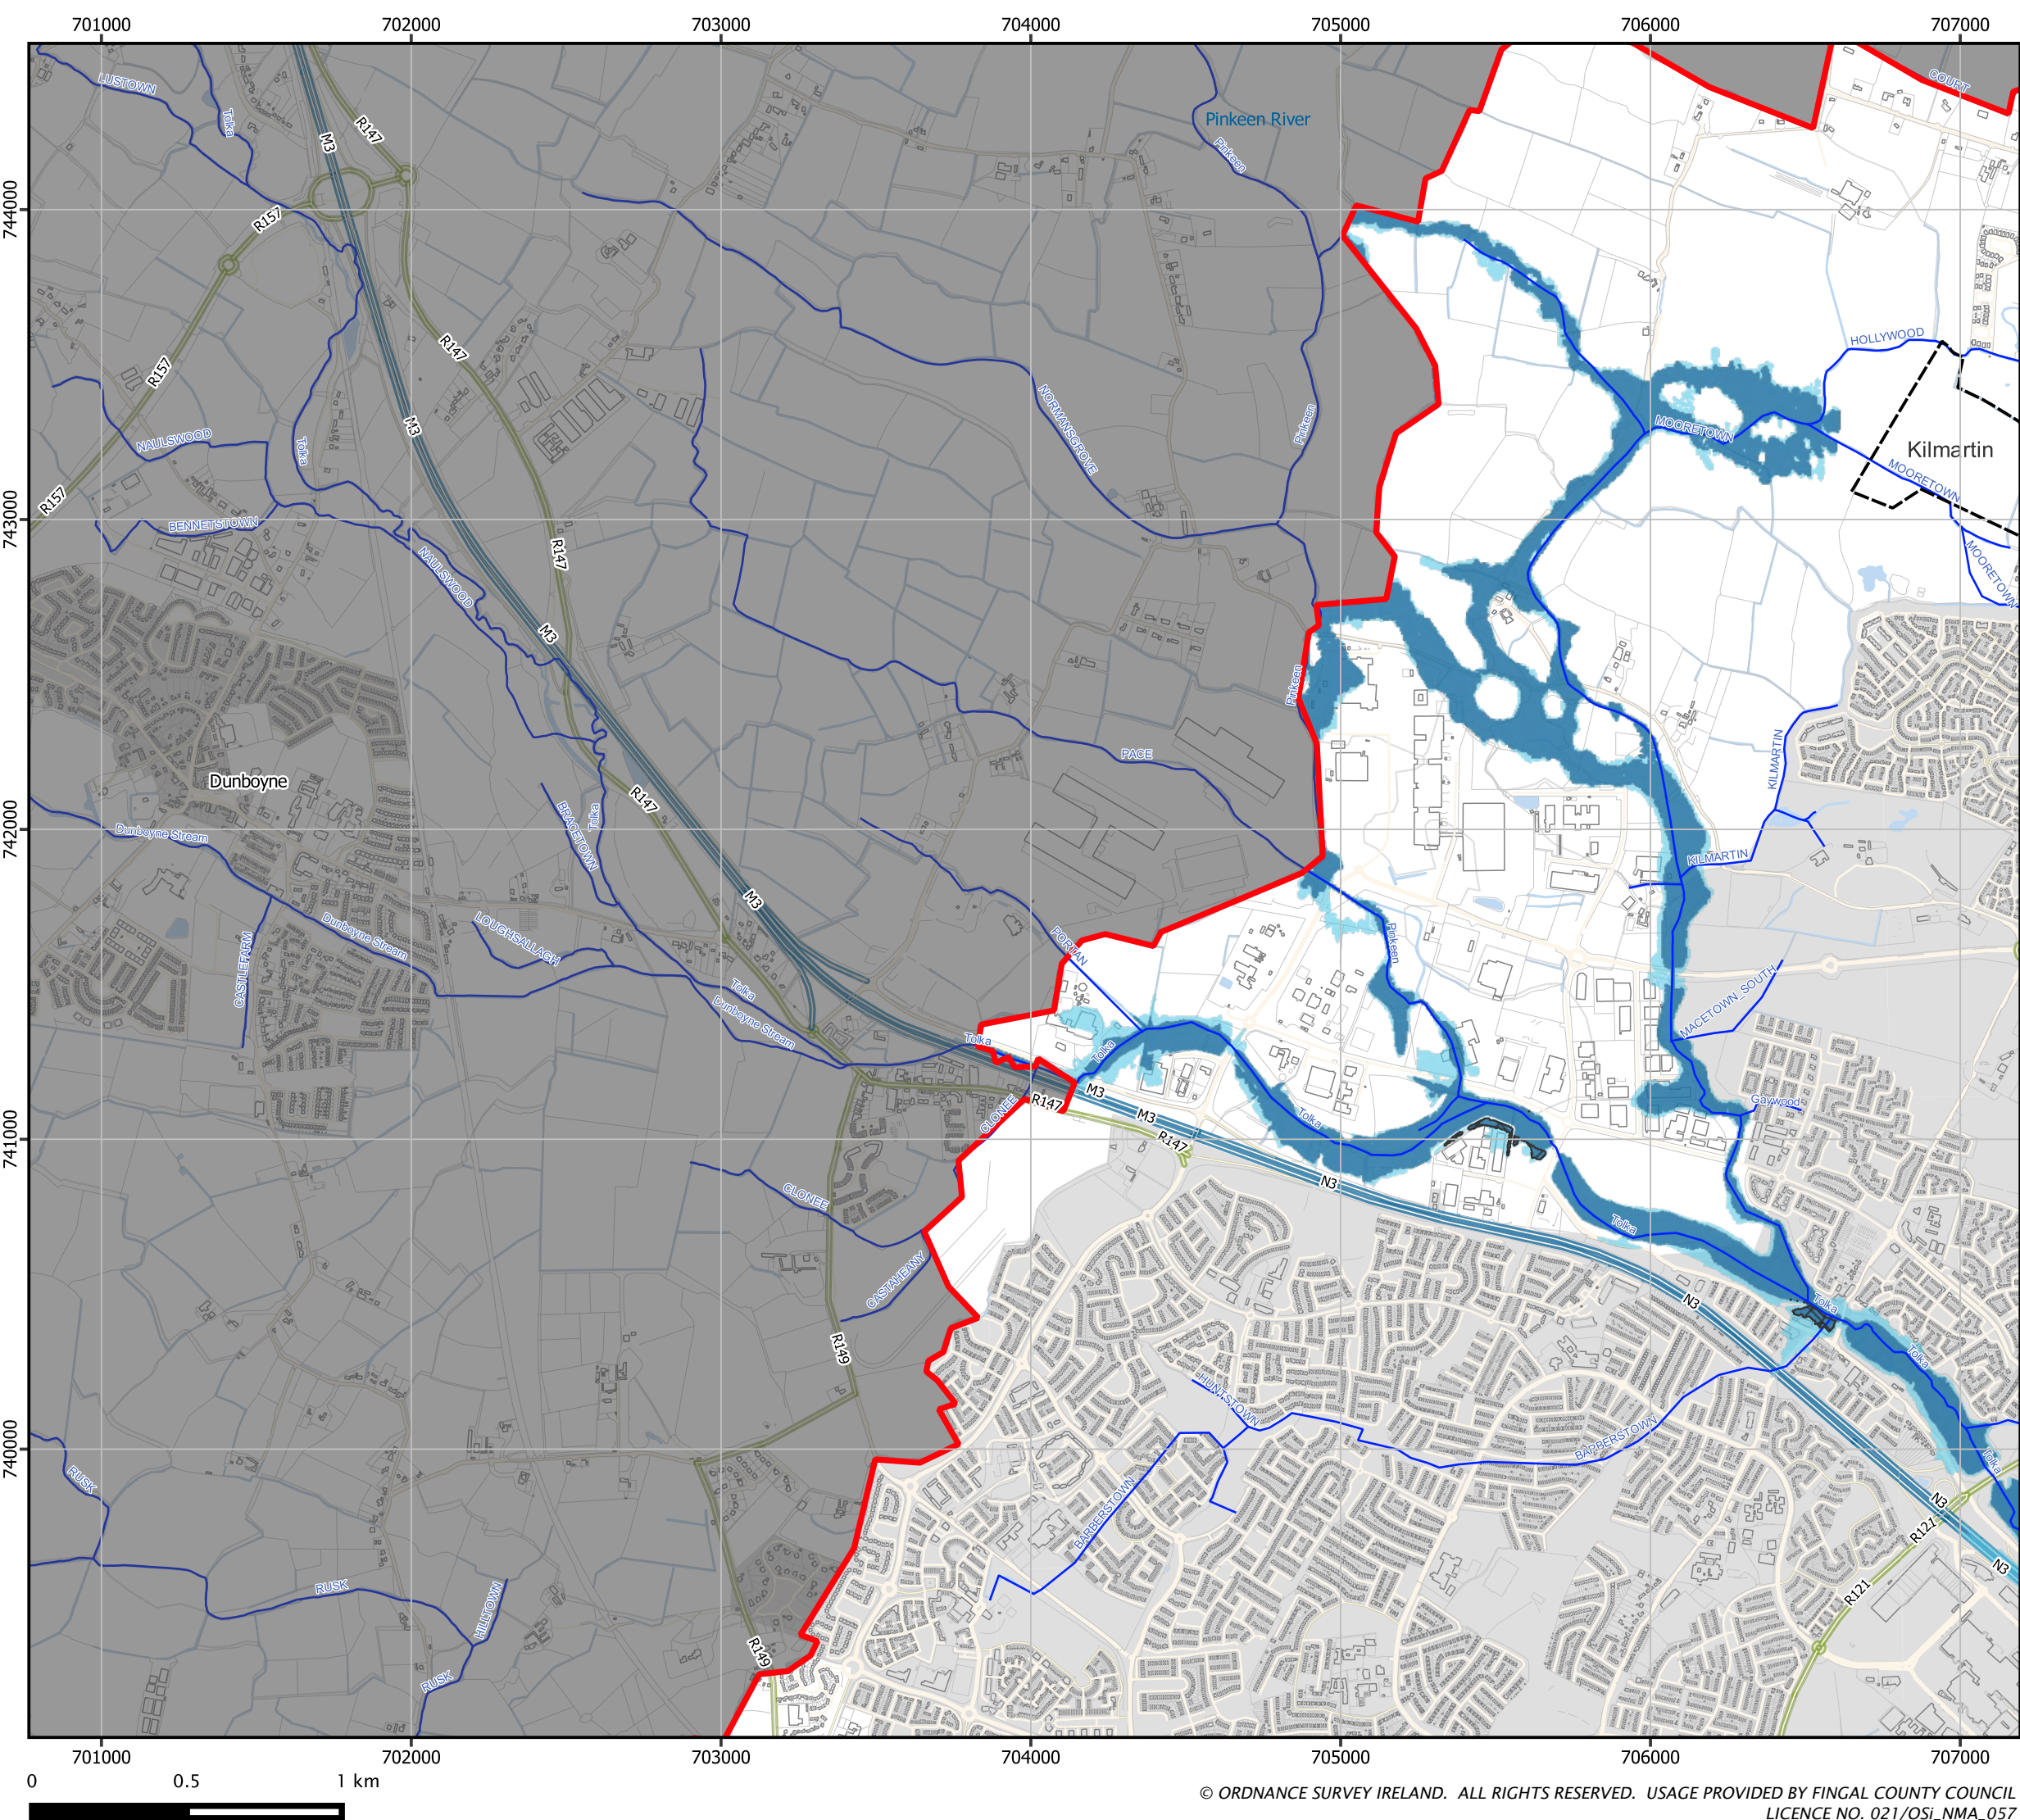 701000 702000 703000 704000 705000 706000 707000
LUSTOWN
Tolka
M3
R147
Pinkeen River
Pinkeen
COURT
744000
R157
R147
HOLLYWOOD
R157
M3
NAULSWOOD
Tolka
NORMANSGROVE
Pinkeen
MOORETOWN
Kilmartin
MOORETOWN
R157
743000
BENNETSTOWN
R147
NAULSWOOD
MOORETOWN
M3
Pinkeen
PACE
KILMARTIN
Dunboyne
R147
BRACETOWN
Tolka
742000
Dunboyne Stream
KILMARTIN
M3
Dunboyne Stream
LOUGHSALLAGH
CASTLEFARM
PORTAN
Pinkeen
Tolka
Dunboyne Stream
MACETOWN_SOUTH
Tolka
Tolka
M3
R147
CLONEE
M3
Gaywood
Tolka
741000
R147
N3
CLONEE
Tolka
CASTAHEANY
N3
Tolka
R149
Tolka
HUNTSTOWN
740000
BARBERSTOWN
Tolka
RUSK
BARBERSTOWN
N3
R121
N3
RUSK
HILLTOWN
R121
R149
RUSK
701000 702000 703000 704000 705000 706000 707000
0 0.5 1 km
© ORDNANCE SURVEY IRELAND. ALL RIGHTS RESERVED. USAGE PROVIDED BY FINGAL COUNTY COUNCIL
LICENCE NO. 021/OSi_NMA_057